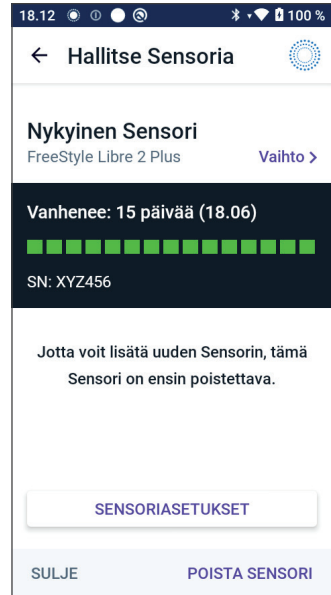 18.12 100 %
Hallitse Sensoria
Nykyinen Sensori
FreeStyle Libre 2 Plus Vaihto
Vanhenee: 15 päivää (18.06)
SN: XYZ456
Jotta voit lisätä uuden Sensorin, tämä
Sensori on ensin poistettava.
SENSORIASETUKSET
SULJE POISTA SENSORI